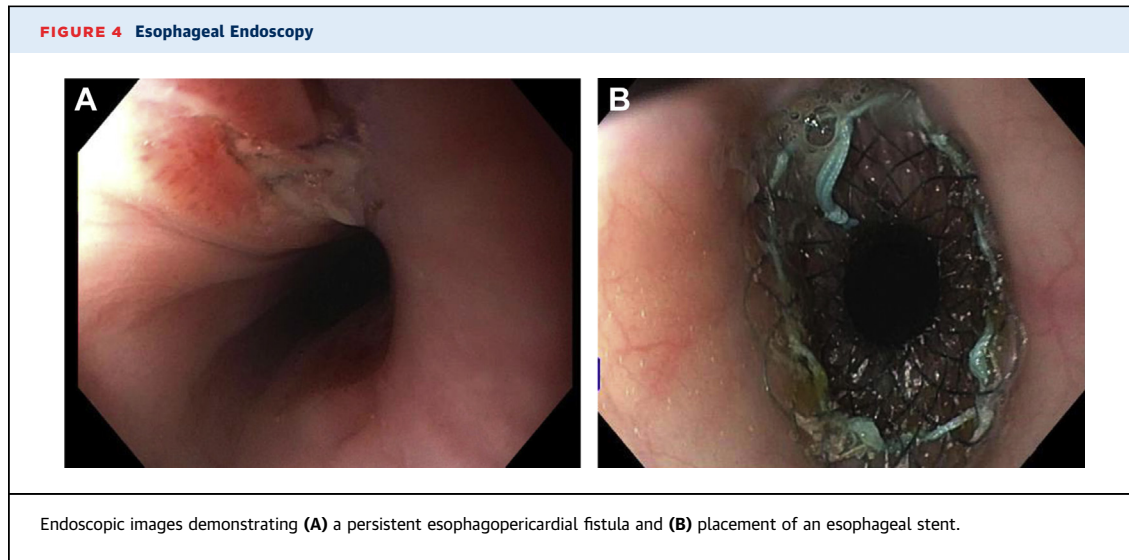 FIGURE 4 Esophageal Endoscopy
A
B
Endoscopic images demonstrating (A) a persistent esophagopericardial fistula and (B) placement of an esophageal stent.